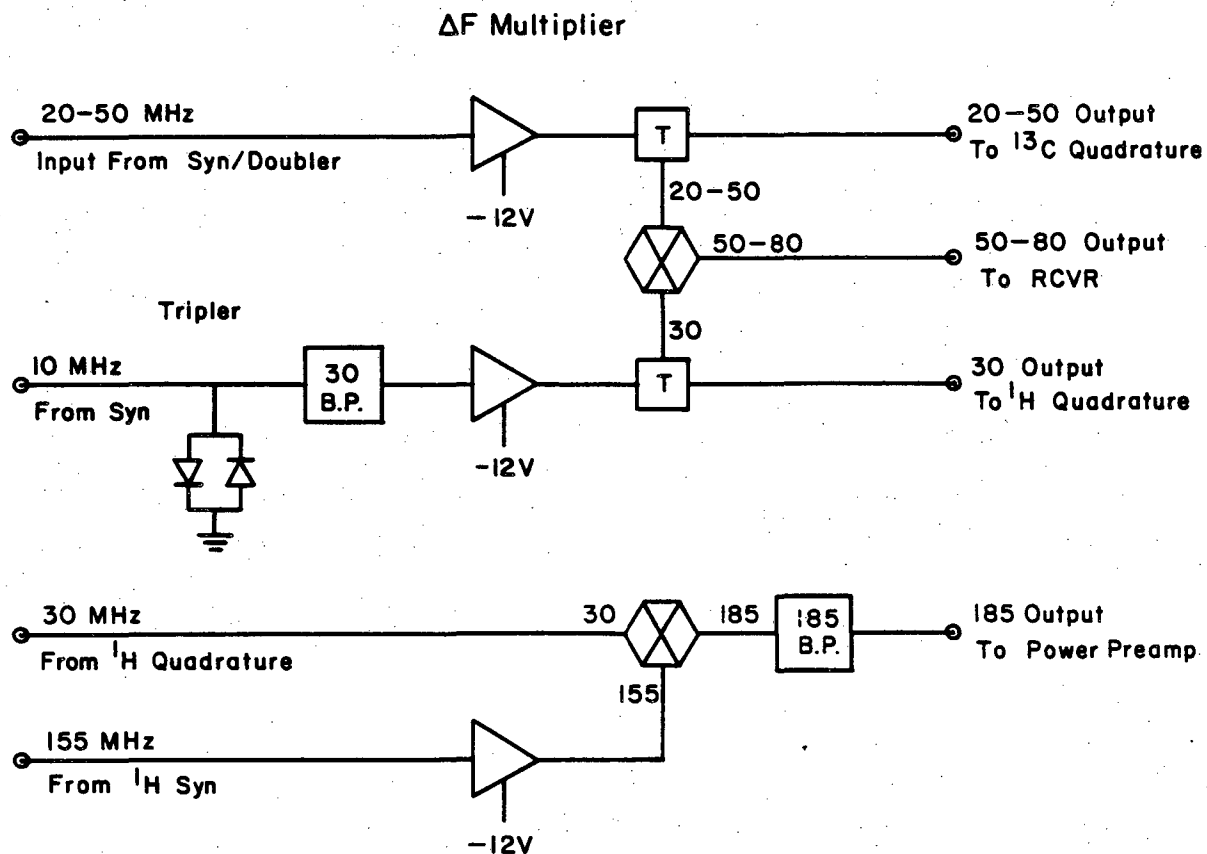 ΔF Multiplier
20-50 MHz
Input From Syn/Doubler
-12V
T
20-50 Output
To 13C Quadrature
20-50
50-80
50-80 Output
To RCVR
Tripler
30
10 MHz
From Syn
30
B.P.
-12V
T
30 Output
To 1H Quadrature
30 MHz
From 1H Quadrature
30
185
185
B.P.
185 Output
To Power Preamp
155
155 MHz
From 1H Syn
-12V